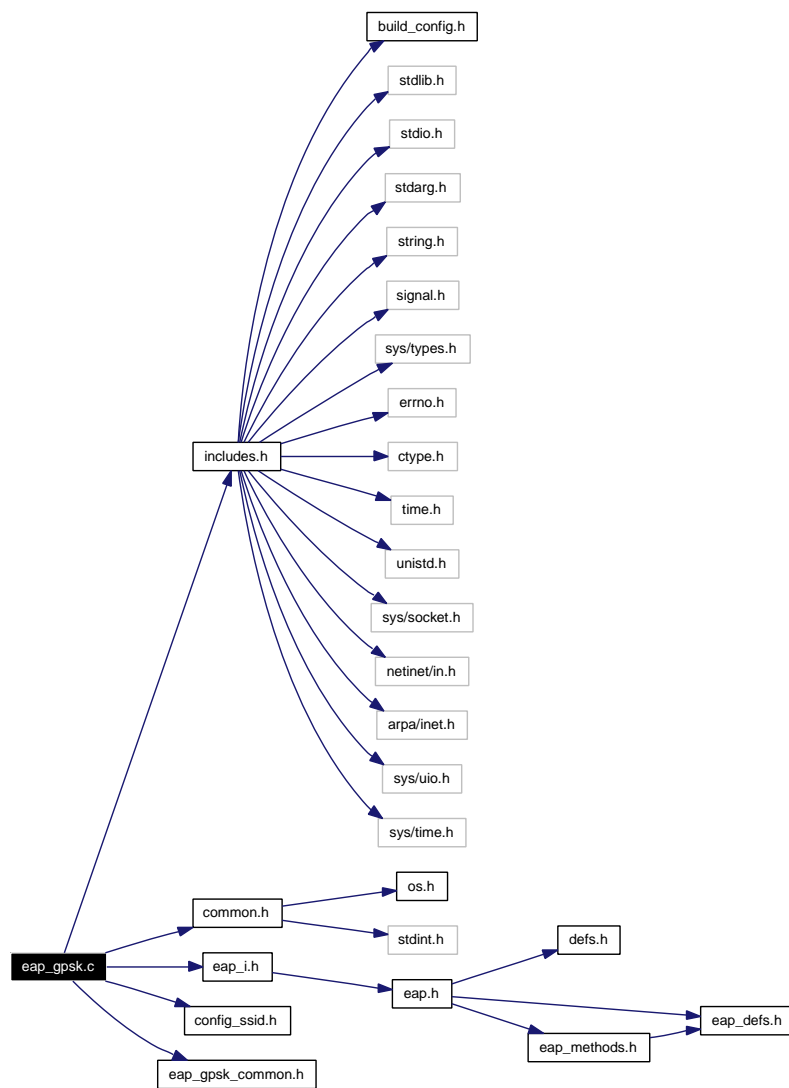 build_config.h
stdlib.h
stdio.h
stdarg.h
string.h
signal.h
sys/types.h
errno.h
includes.h
ctype.h
time.h
unistd.h
sys/socket.h
netinet/in.h
arpa/inet.h
sys/uio.h
sys/time.h
os.h
common.h
stdint.h
defs.h
eap_gpsk.c
eap_i.h
eap.h
config_ssid.h
eap_defs.h
eap_methods.h
eap_gpsk_common.h